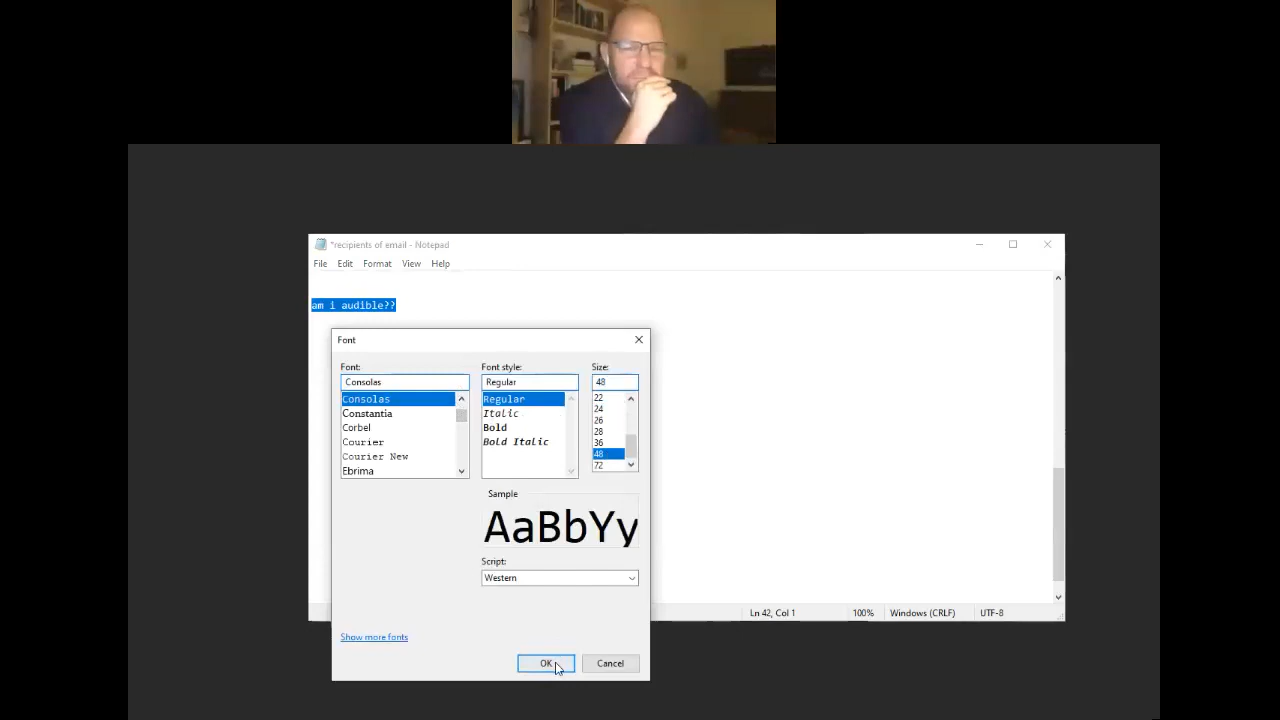 *recipients of email - Notepad
File Edit Format View Help
am i audible??
Font
Font: Font style: Size:
Consolas Regular 48
Consolas Regular 22
Constantia Italic 24
Corbel Bold 26
Courier Bold Italic 28
Courier New 36
Ebrima 48
72
Sample
AaBbYy
Script:
Western
Ln 42, Col 1 100% Windows (CRLF) UTF-8
Show more fonts
OK Cancel